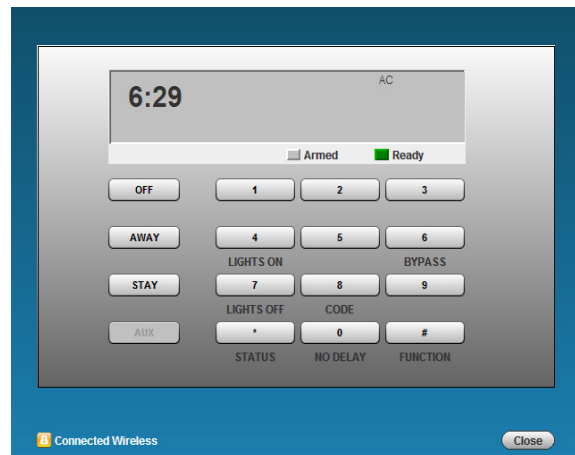 AC
6:29
Armed Ready
OFF 1 2 3
AWAY 4 5 6
LIGHTS ON BYPASS
STAY 7 8 9
LIGHTS OFF CODE
AUX * 0 #
STATUS NO DELAY FUNCTION
Connected Wireless Close